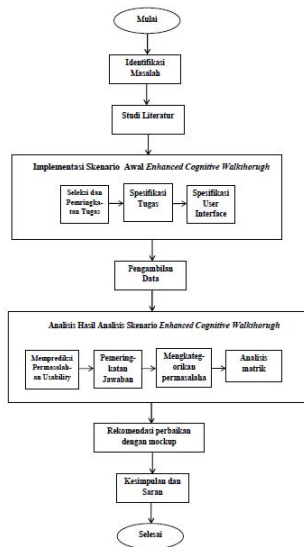 Mulai
Identifikasi
Masalah
Studi Literatur
Implementasi Skenario Awal Enhanced Cognitive Walkthorugh
Seleksi dan
Pemringka-
tan Tugas
Spesifikasi
Tugas
Spesifikasi
User
Interface
Pengambilan
Data
Analisis Hasil Analisis Skenario Enhanced Cognitive Walkthorugh
Memprediksi
Permasalah-
an Usability
Pemering-
katan
Jawaban
Mengkateg-
orikan
permasalaha
Analisis
matrik
Rekomendasi perbaikan
dengan mockup
Kesimpulan dan
Saran
Selesai